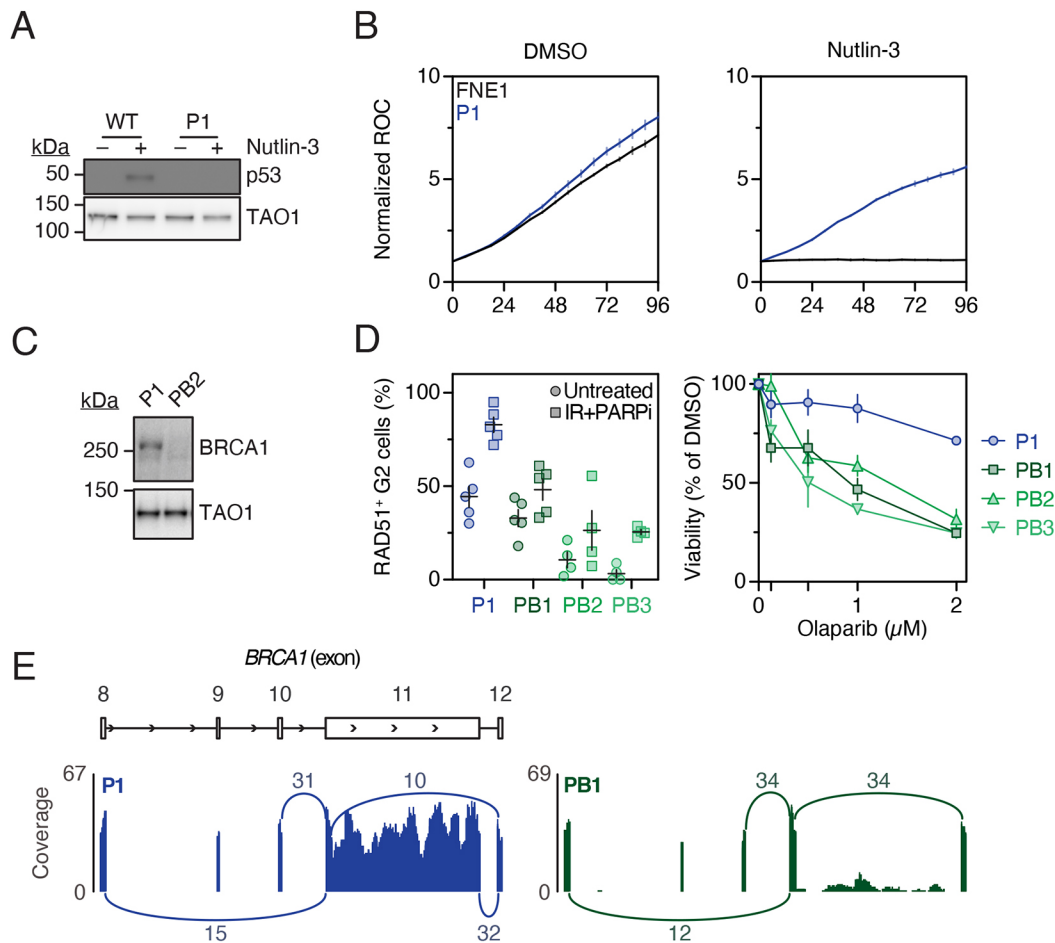 A
WT P1
kDa − + − + Nutlin-3
50 p53
150
100 TAO1
B
DMSO Nutlin-3
Normalized ROC
10 10
FNE1
P1
5 5
0 0
0 24 48 72 96 0 24 48 72 96
C
P1 PB2
kDa
250 BRCA1
150
TAO1
D
RAD51⁺ G2 cells (%)
100
50
0
Untreated
IR+PARPi
P1 PB1 PB2 PB3
Viability (% of DMSO)
100
50
0
0 1 2
Olaparib (μM)
P1
PB1
PB2
PB3
E
BRCA1 (exon)
8 9 10 11 12
Coverage
67
P1
31 10
0
15 32
69
PB1
34 34
0
12